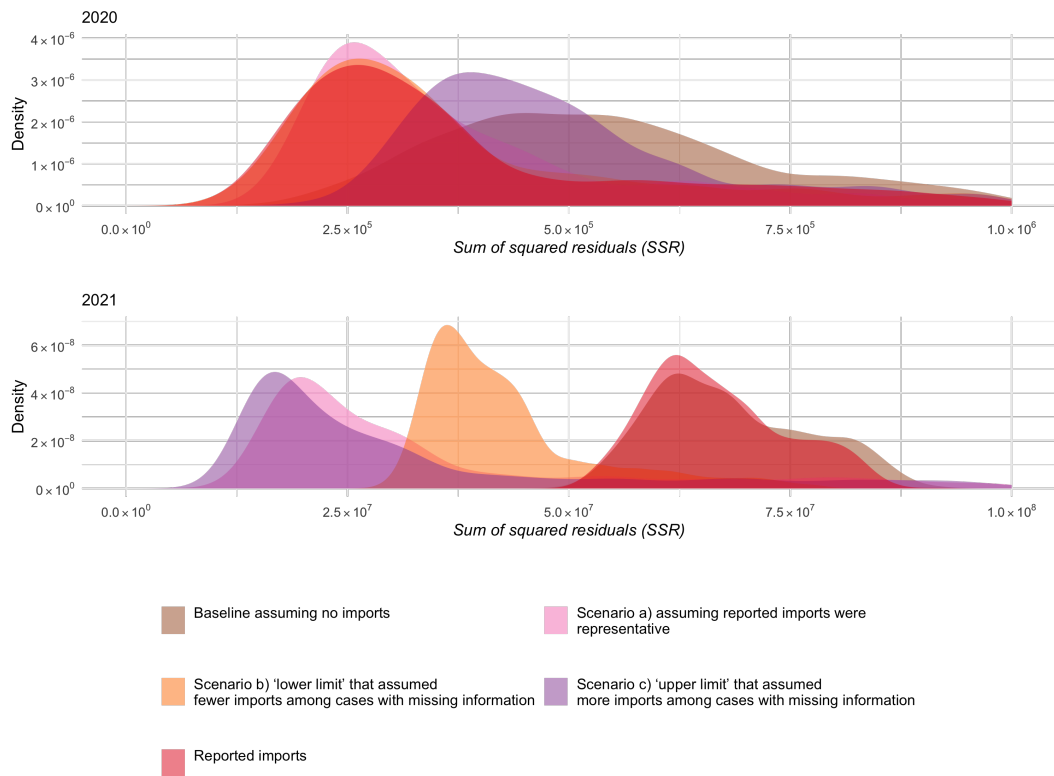 2020
4 × 10⁻⁶
3 × 10⁻⁶
2 × 10⁻⁶
1 × 10⁻⁶
0 × 10⁰
Density
0.0 × 10⁰ 2.5 × 10⁵ 5.0 × 10⁵ 7.5 × 10⁵ 1.0 × 10⁶
Sum of squared residuals (SSR)
2021
6 × 10⁻⁸
4 × 10⁻⁸
2 × 10⁻⁸
0 × 10⁰
Density
0.0 × 10⁰ 2.5 × 10⁷ 5.0 × 10⁷ 7.5 × 10⁷ 1.0 × 10⁸
Sum of squared residuals (SSR)
Baseline assuming no imports
Scenario a) assuming reported imports were
representative
Scenario b) ‘lower limit’ that assumed
fewer imports among cases with missing information
Scenario c) ‘upper limit’ that assumed
more imports among cases with missing information
Reported imports